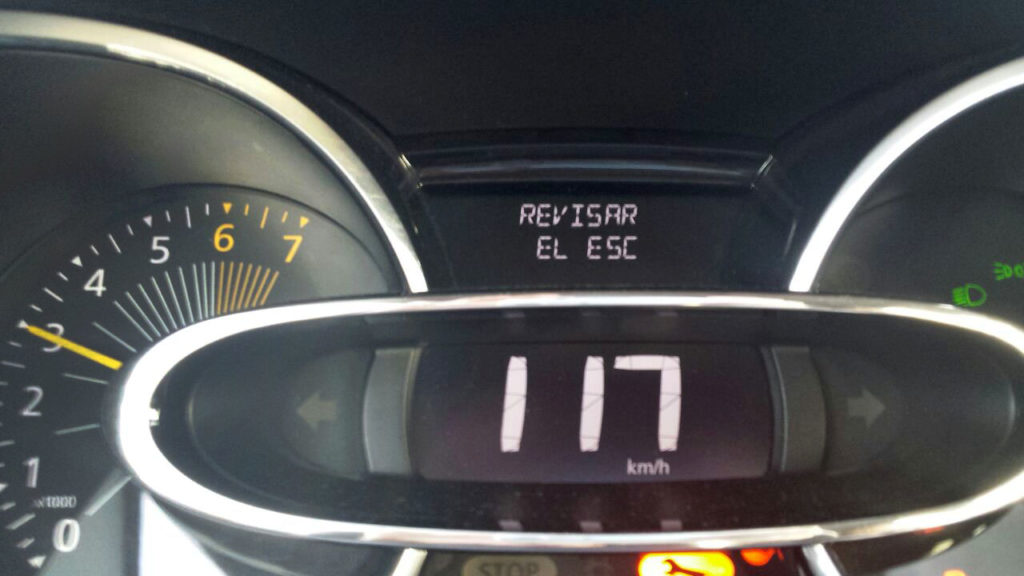 REVISAR
EL ESC
7
6
5
4
3
2
1
0
x1000
117
km/h
STOP